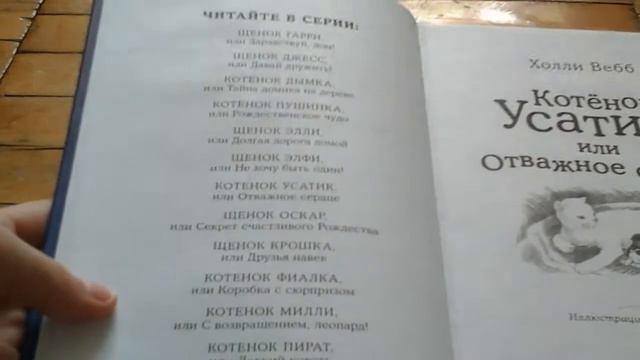 ЧИТАЙТЕ В СЕРИИ:
ЩЕНОК ГАРРИ,
или Здравствуй, дом!
ЩЕНОК ДЖЕСС,
или Давай дружить!
КОТЕНОК ДЫМКА,
или Тайна домика на дереве
КОТЕНОК ПУШИНКА,
или Рождественское чудо
ЩЕНОК ЭЛЛИ,
или Долгая дорога домой
ЩЕНОК ЭЛФИ,
или Не хочу быть один!
КОТЕНОК УСАТИК,
или Отважное сердце
ЩЕНОК ОСКАР,
или Секрет счастливого Рождества
ЩЕНОК КРОШКА,
или Друзья навек
КОТЕНОК ФИАЛКА,
или Коробка с сюрпризом
КОТЕНОК МИЛЛИ,
или С возвращением, леопард!
КОТЕНОК ПИРАТ,
Холли Вебб
Котёнок
Усати
или
Отважное
Иллюстраци